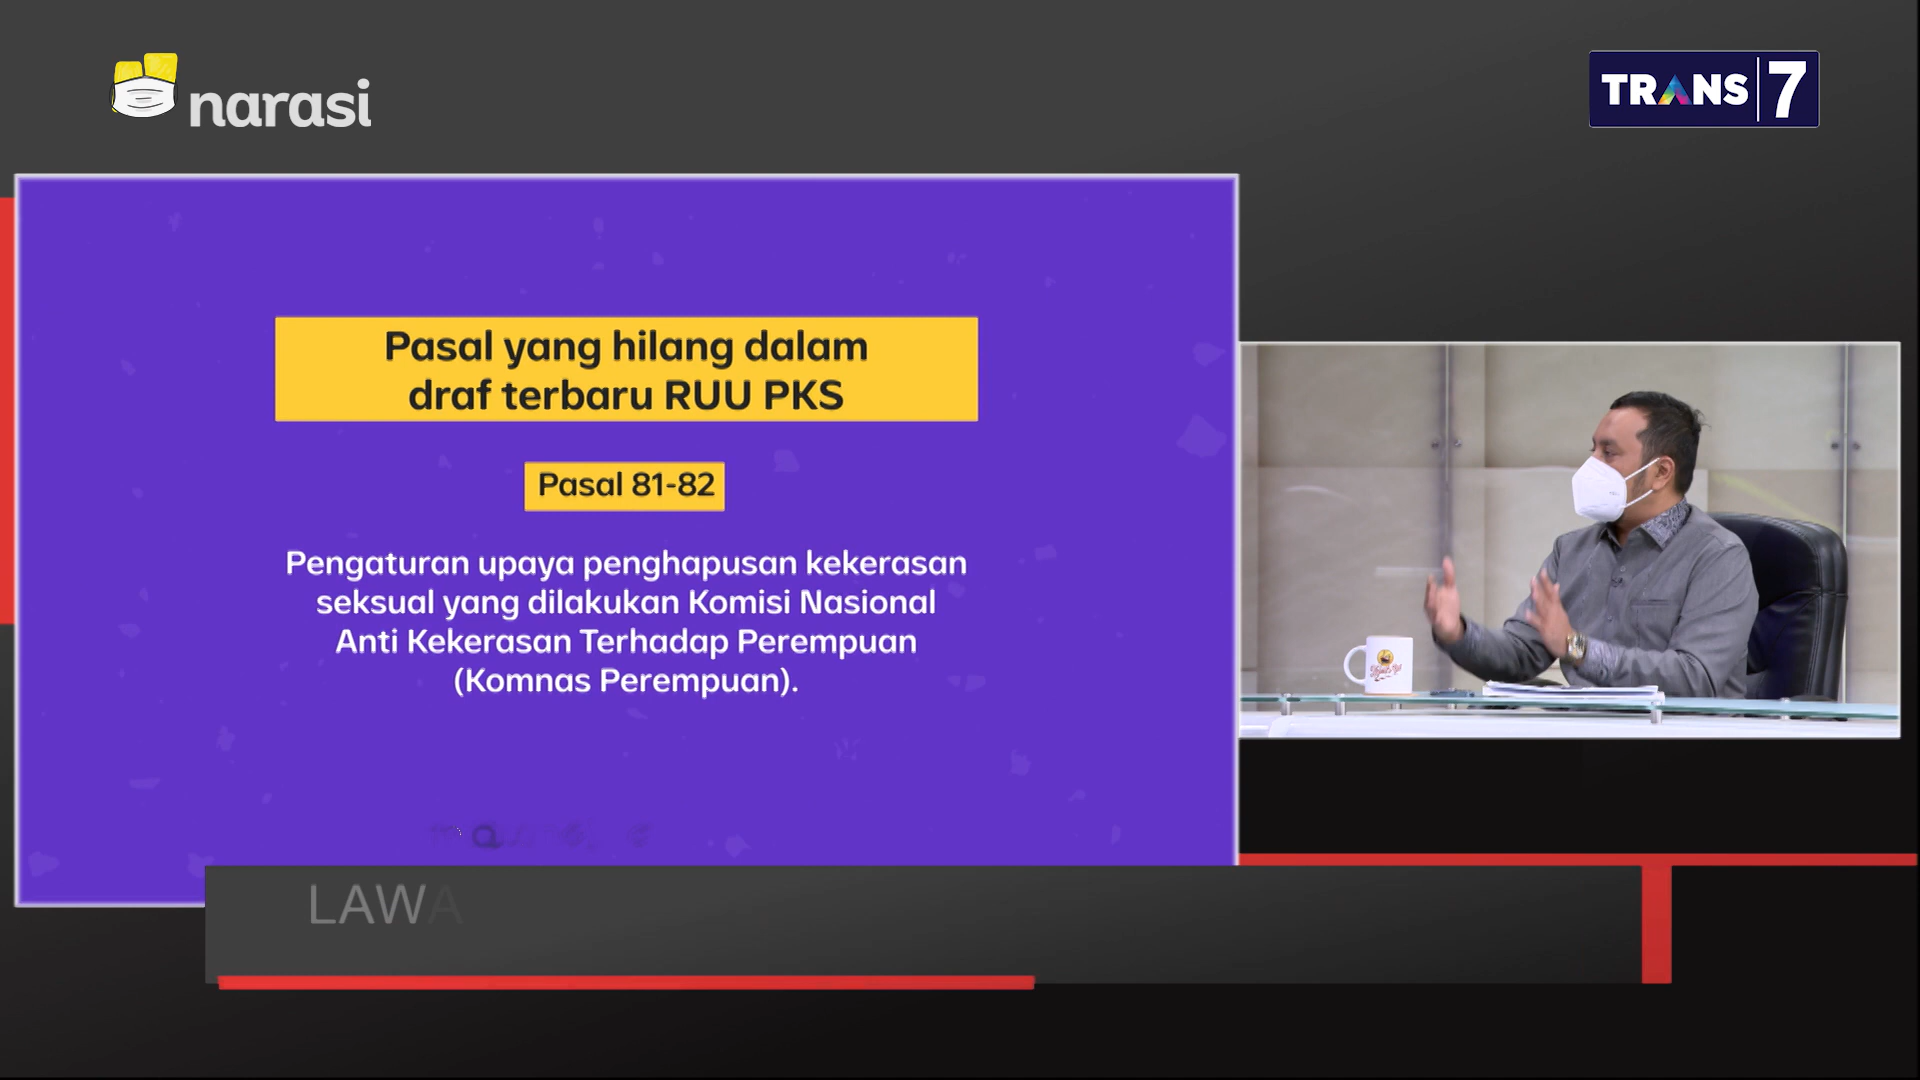 narasi
TRANS 7
Pasal yang hilang dalam
draf terbaru RUU PKS
Pasal 81-82
Pengaturan upaya penghapusan kekerasan
seksual yang dilakukan Komisi Nasional
Anti Kekerasan Terhadap Perempuan
(Komnas Perempuan).
LAWA